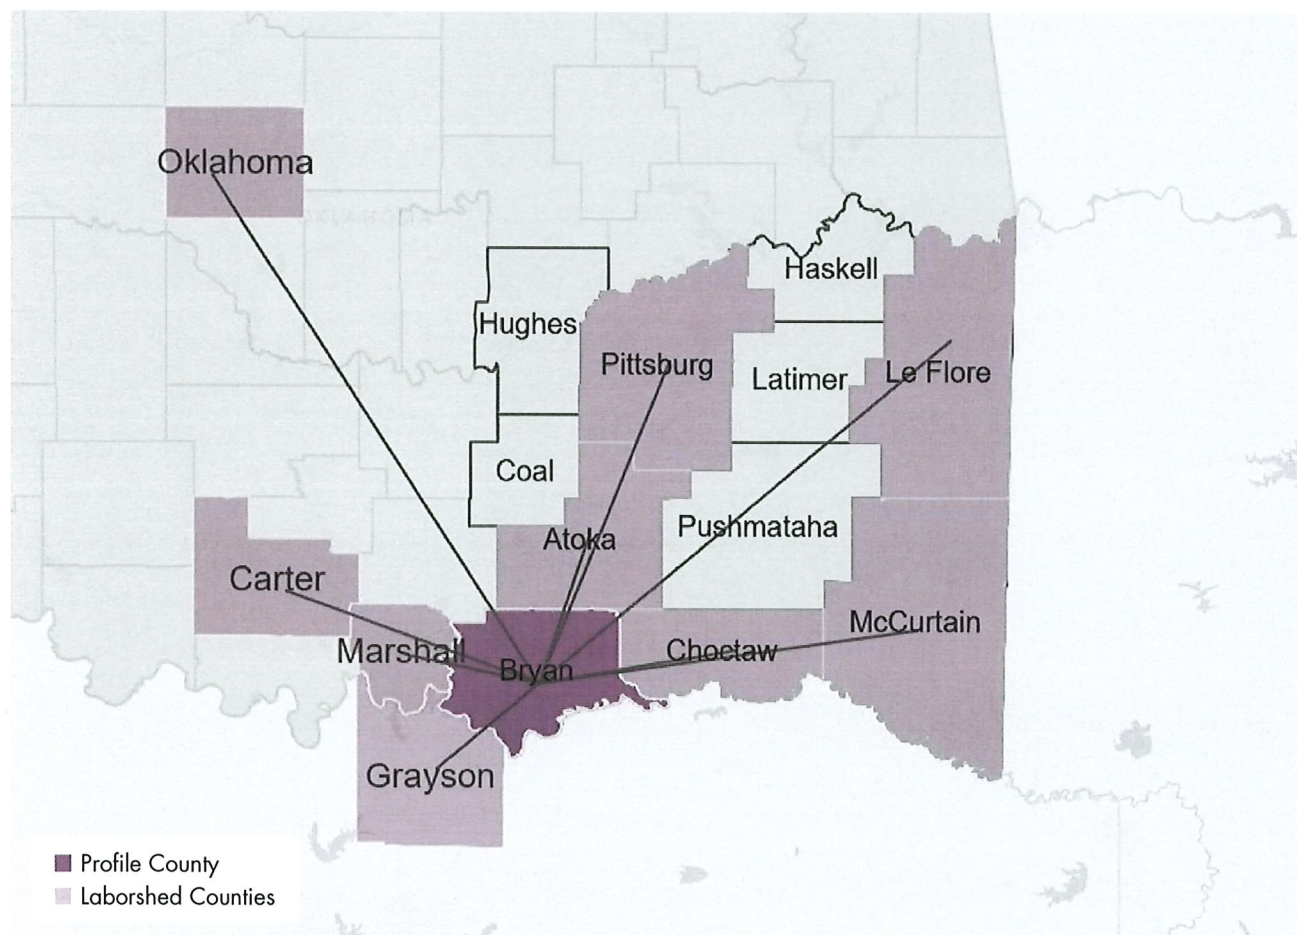 Oklahoma
Haskell
Hughes
Pittsburg
Latimer
Le Flore
Coal
Pushmataha
Atoka
Carter
McCurtain
Marshall
Choctaw
Bryan
Grayson
Profile County
Laborshed Counties